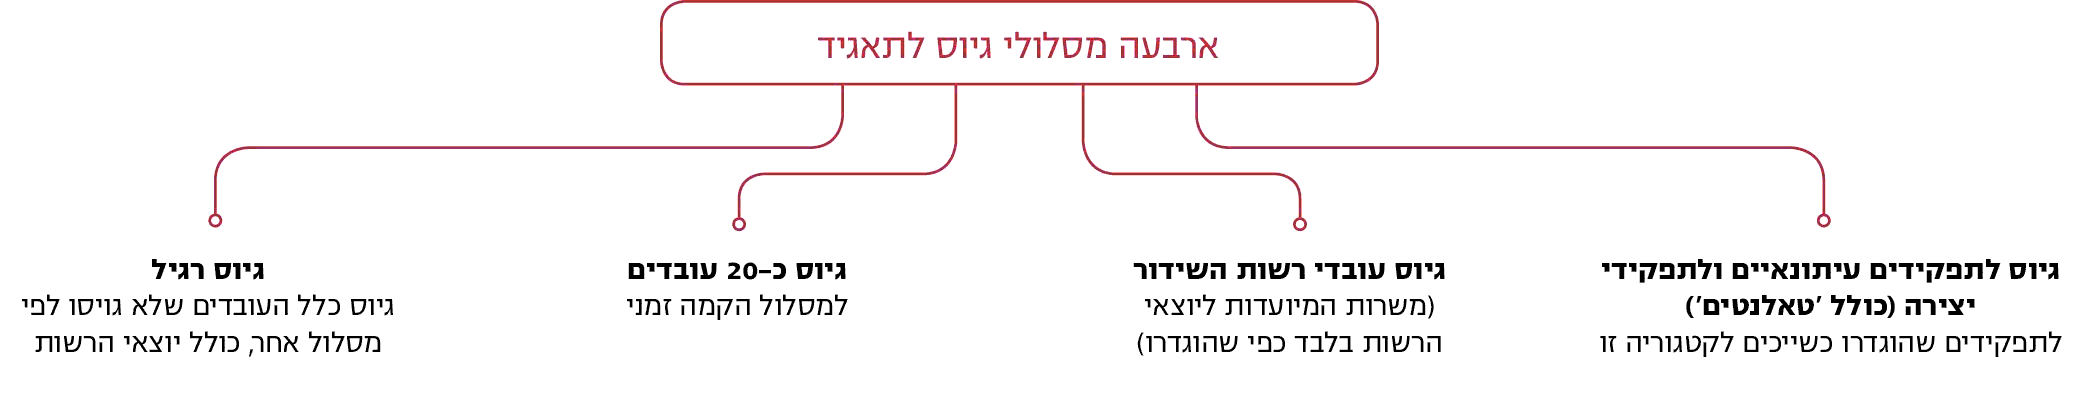 ארבעה מסלולי גיוס לתאגיד
גיוס לתפקידים עיתונאיים ולתפקידי
יצירה (כולל 'טאלנטים')
לתפקידים שהוגדרו כשייכים לקטגוריה זו
גיוס עובדי רשות השידור
(משרות המיועדות ליוצאי
הרשות בלבד כפי שהוגדרו)
גיוס כ-20 עובדים
למסלול הקמה זמני
גיוס רגיל
גיוס כלל העובדים שלא גויסו לפי
מסלול אחר, כולל יוצאי הרשות